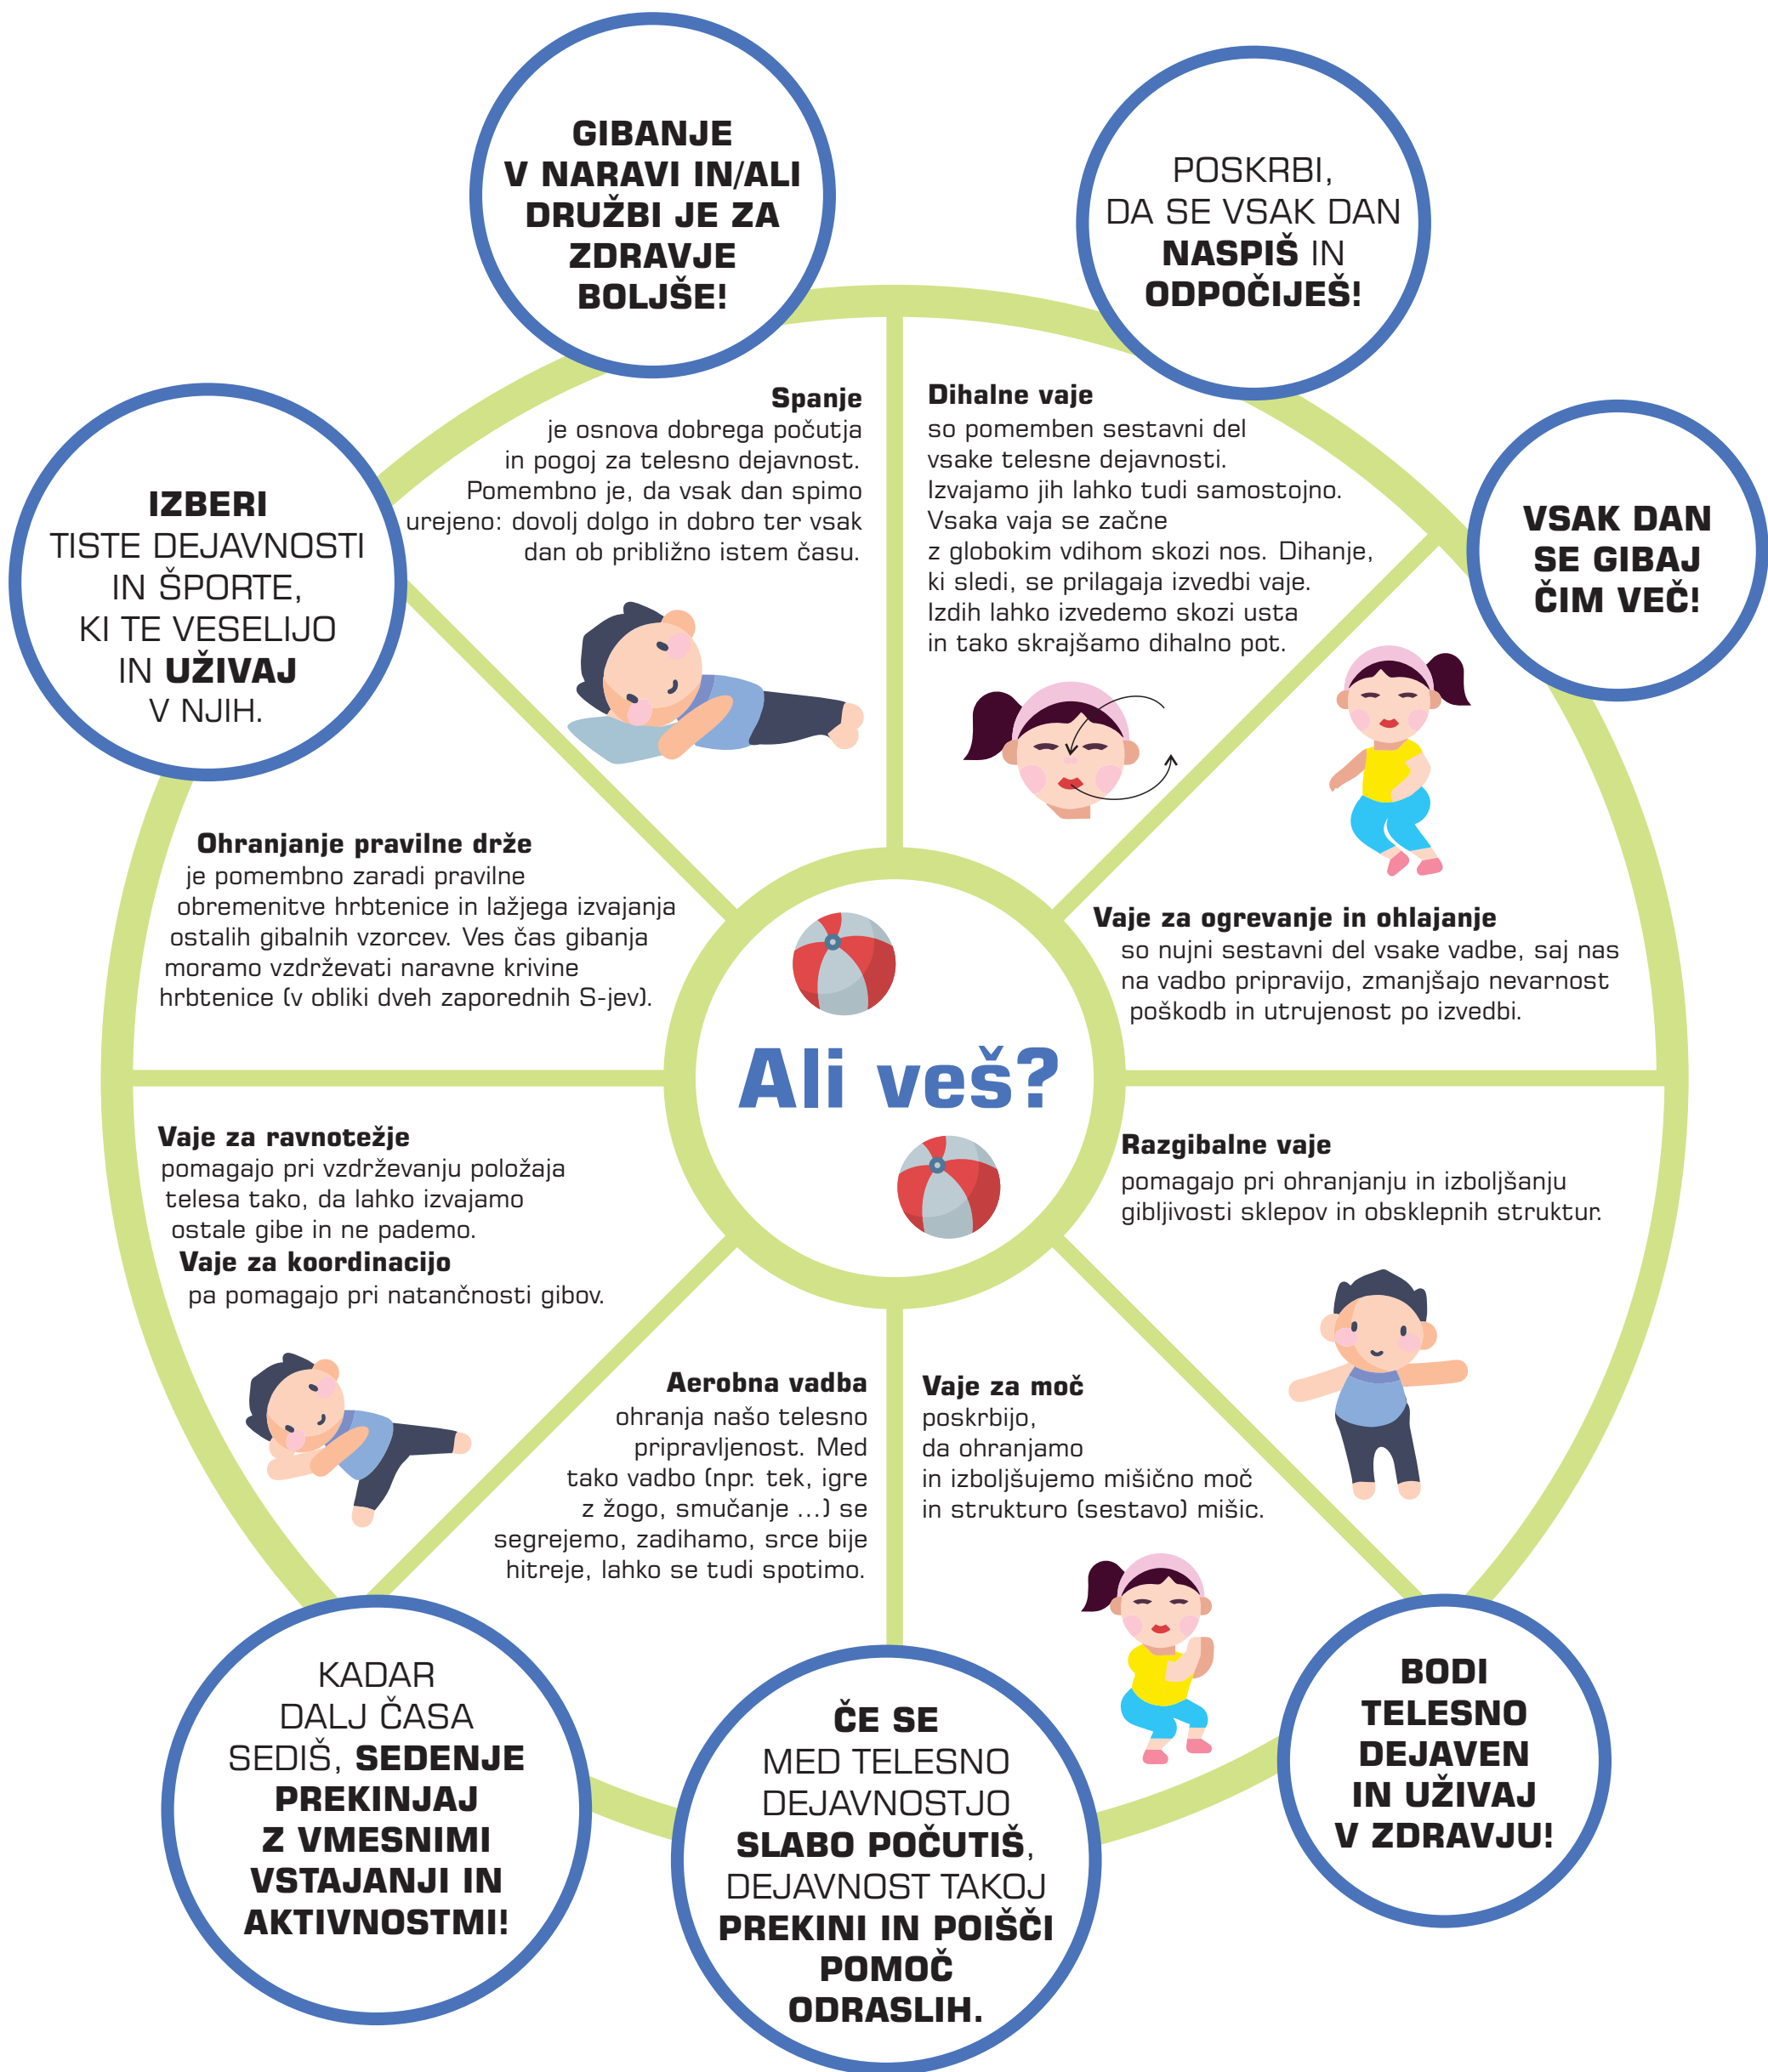 GIBANJE
V NARAVI IN/ALI
DRUŽBI JE ZA
ZDRAVJE
BOLJŠE!
POSKRBI,
DA SE VSAK DAN
NASPIŠ IN
ODPOČIJEŠ!
IZBERI
TISTE DEJAVNOSTI
IN ŠPORTE,
KI TE VESELIJO
IN UŽIVAJ
V NJIH.
VSAK DAN
SE GIBAJ
ČIM VEČ!
Spanje
je osnova dobrega počutja
in pogoj za telesno dejavnost.
Pomembno je, da vsak dan spimo
urejeno: dovolj dolgo in dobro ter vsak
dan ob približno istem času.
Dihalne vaje
so pomemben sestavni del
vsake telesne dejavnosti.
Izvajamo jih lahko tudi samostojno.
Vsaka vaja se začne
z globokim vdihom skozi nos. Dihanje,
ki sledi, se prilagaja izvedbi vaje.
Izdih lahko izvedemo skozi usta
in tako skrajšamo dihalno pot.
Ohranjanje pravilne drže
je pomembno zaradi pravilne
obremenitve hrbtenice in lažjega izvajanja
ostalih gibalnih vzorcev. Ves čas gibanja
moramo vzdrževati naravne krivine
hrbtenice (v obliki dveh zaporednih S-jev).
Vaje za ogrevanje in ohlajanje
so nujni sestavni del vsake vadbe, saj nas
na vadbo pripravijo, zmanjšajo nevarnost
poškodb in utrujenost po izvedbi.
Ali veš?
Vaje za ravnotežje
pomagajo pri vzdrževanju položaja
telesa tako, da lahko izvajamo
ostale gibe in ne pademo.
Vaje za koordinacijo
pa pomagajo pri natančnosti gibov.
Razgibalne vaje
pomagajo pri ohranjanju in izboljšanju
gibljivosti sklepov in obsklepnih struktur.
Aerobna vadba
ohranja našo telesno
pripravljenost. Med
tako vadbo (npr. tek, igre
z žogo, smučanje ...) se
segrejemo, zadihamo, srce bije
hitreje, lahko se tudi spotimo.
Vaje za moč
poskrbijo,
da ohranjamo
in izboljšujemo mišično moč
in strukturo (sestavo) mišic.
KADAR
DALJ ČASA
SEDIŠ, SEDENJE
PREKINJAJ
Z VMESNIMI
VSTAJANJI IN
AKTIVNOSTMI!
ČE SE
MED TELESNO
DEJAVNOSTJO
SLABO POČUTIŠ,
DEJAVNOST TAKOJ
PREKINI IN POIŠČI
POMOČ
ODRASLIH.
BODI
TELESNO
DEJAVEN
IN UŽIVAJ
V ZDRAVJU!